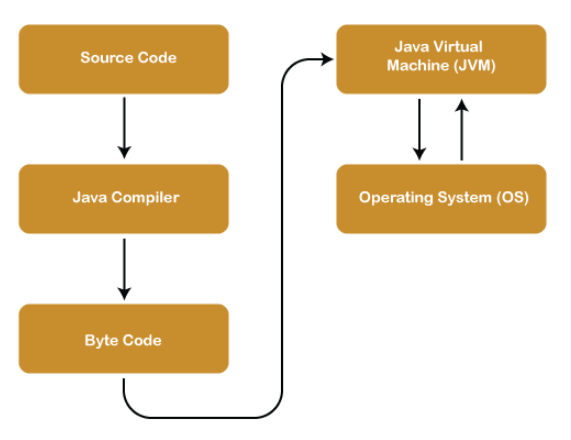 Source Code
Java Compiler
Byte Code
Java Virtual
Machine (JVM)
Operating System (OS)